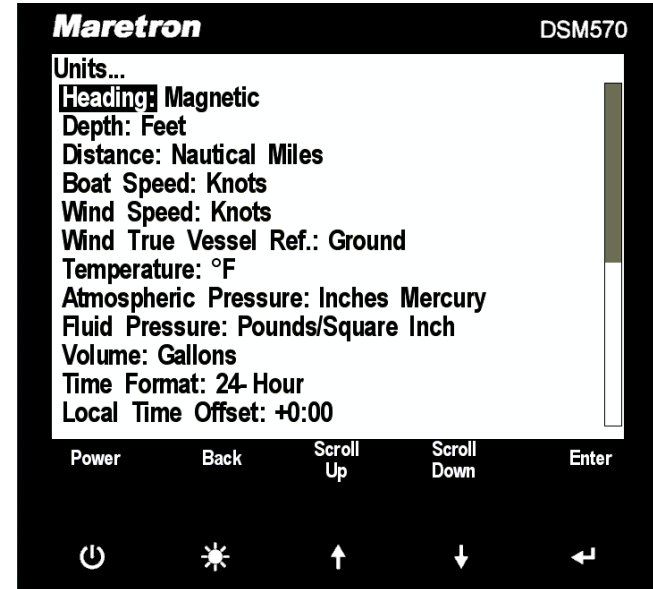 Maretron DSM570
Units...
Heading: Magnetic
Depth: Feet
Distance: Nautical Miles
Boat Speed: Knots
Wind Speed: Knots
Wind True Vessel Ref.: Ground
Temperature: °F
Atmospheric Pressure: Inches Mercury
Fluid Pressure: Pounds/Square Inch
Volume: Gallons
Time Format: 24-Hour
Local Time Offset: +0:00
Power Back Scroll Up Scroll Down Enter